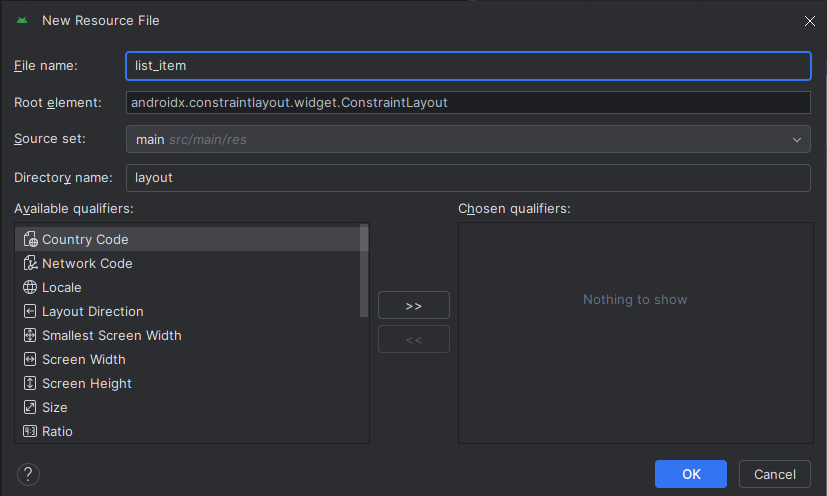 New Resource File
File name: list_item
Root element: androidx.constraintlayout.widget.ConstraintLayout
Source set: main src/main/res
Directory name: layout
Available qualifiers:
Chosen qualifiers:
Country Code
Network Code
Locale
Layout Direction
Smallest Screen Width
Screen Width
Screen Height
Size
Ratio
>>
<<
Nothing to show
?
OK
Cancel